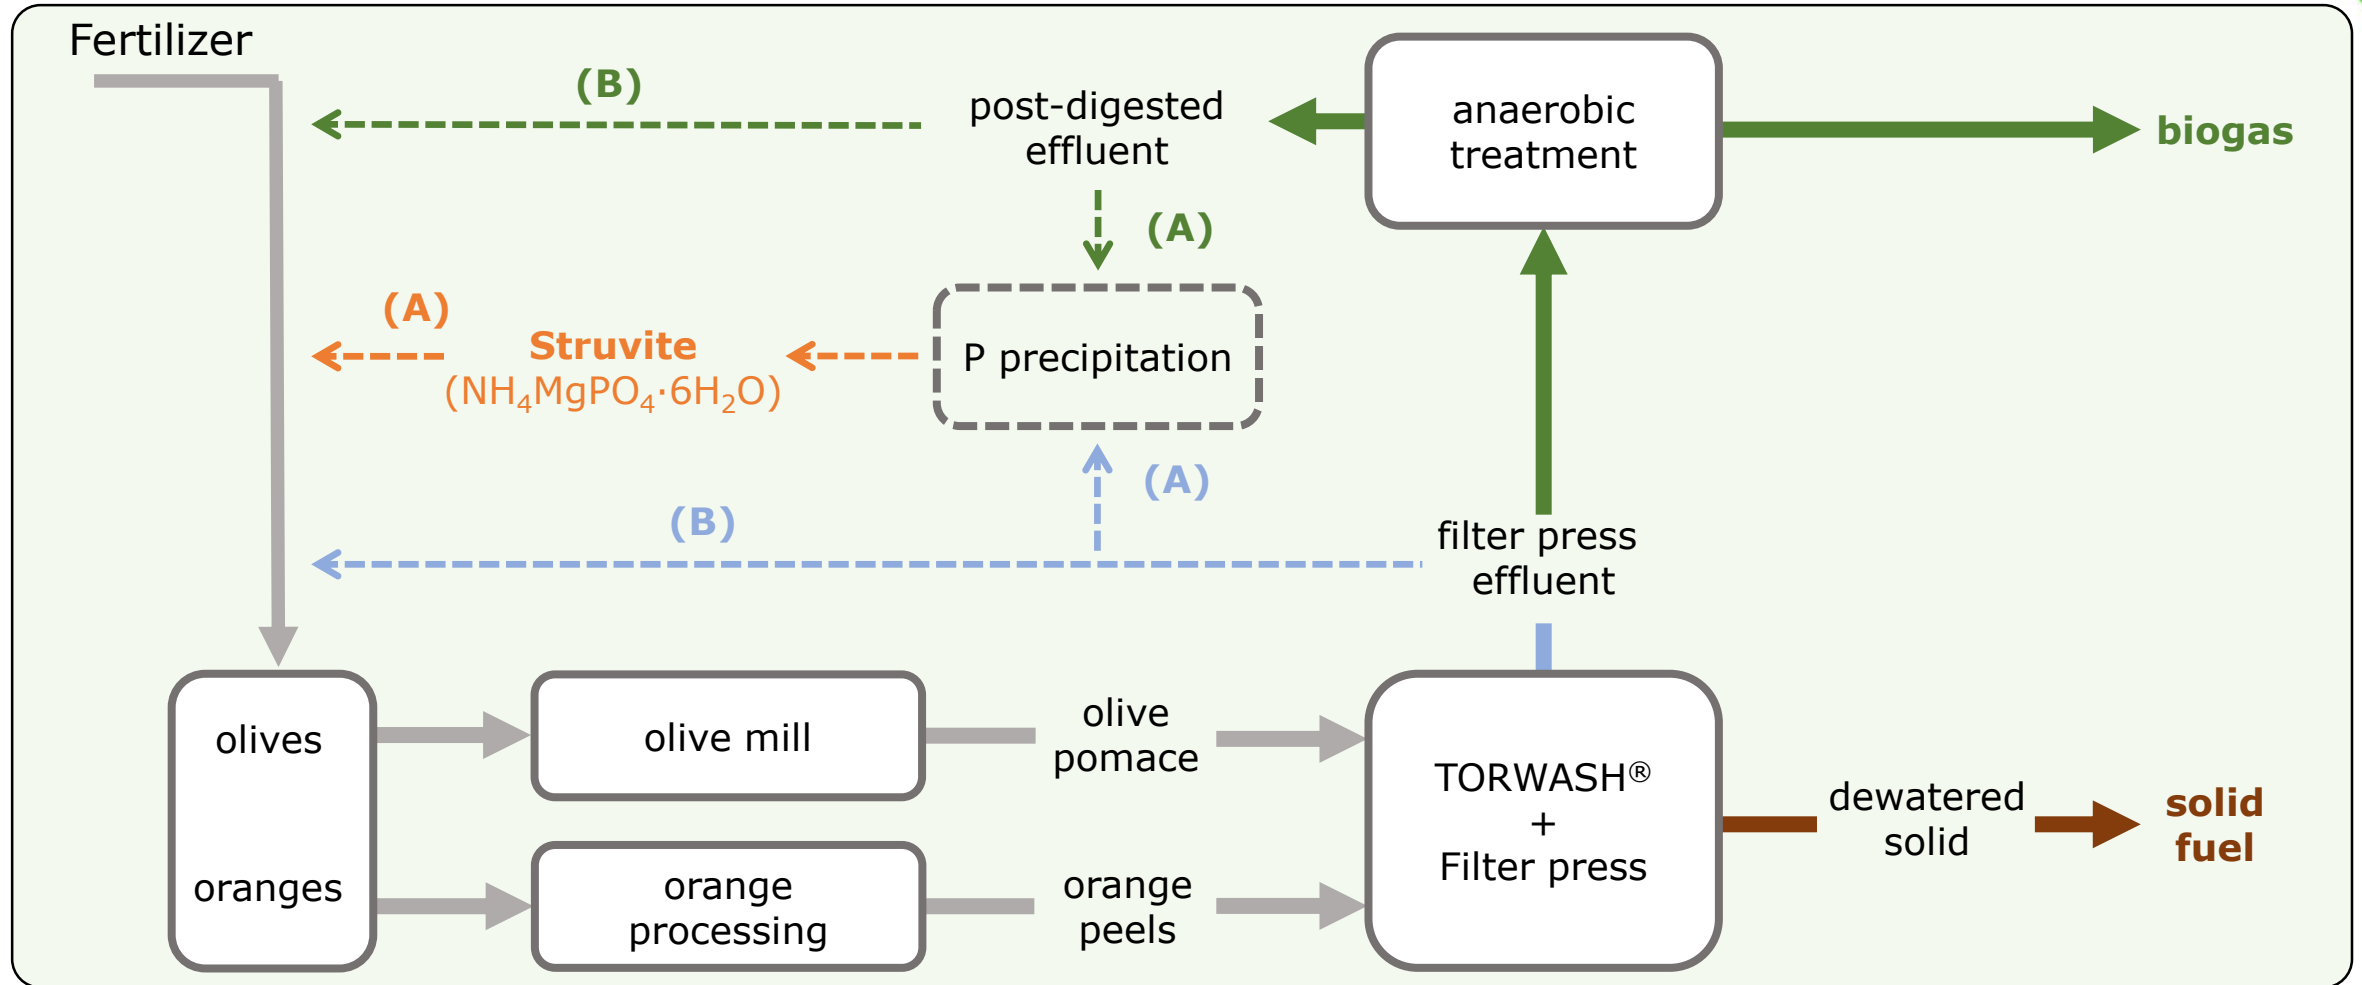 Fertilizer
(B)
post-digested
effluent
anaerobic
treatment
biogas
(A)
(A)
Struvite
(NH₄MgPO₄·6H₂O)
P precipitation
(A)
(B)
filter press
effluent
olives
olive mill
olive
pomace
TORWASH®
+
Filter press
dewatered
solid
solid
fuel
oranges
orange
processing
orange
peels